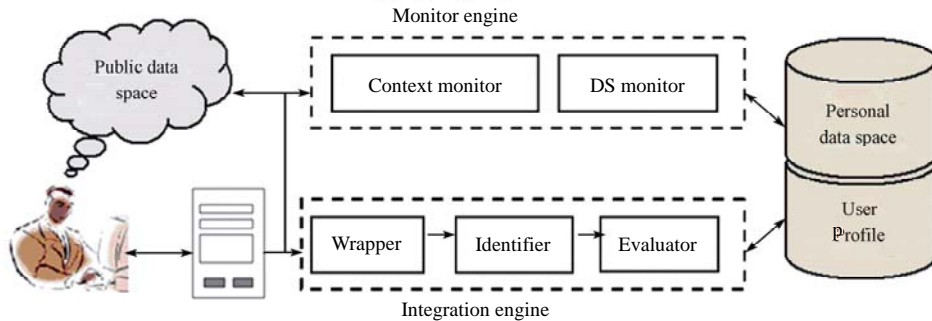 Monitor engine
Public data
space
Context monitor
DS monitor
Personal
data space
User
Profile
Wrapper
Identifier
Evaluator
Integration engine